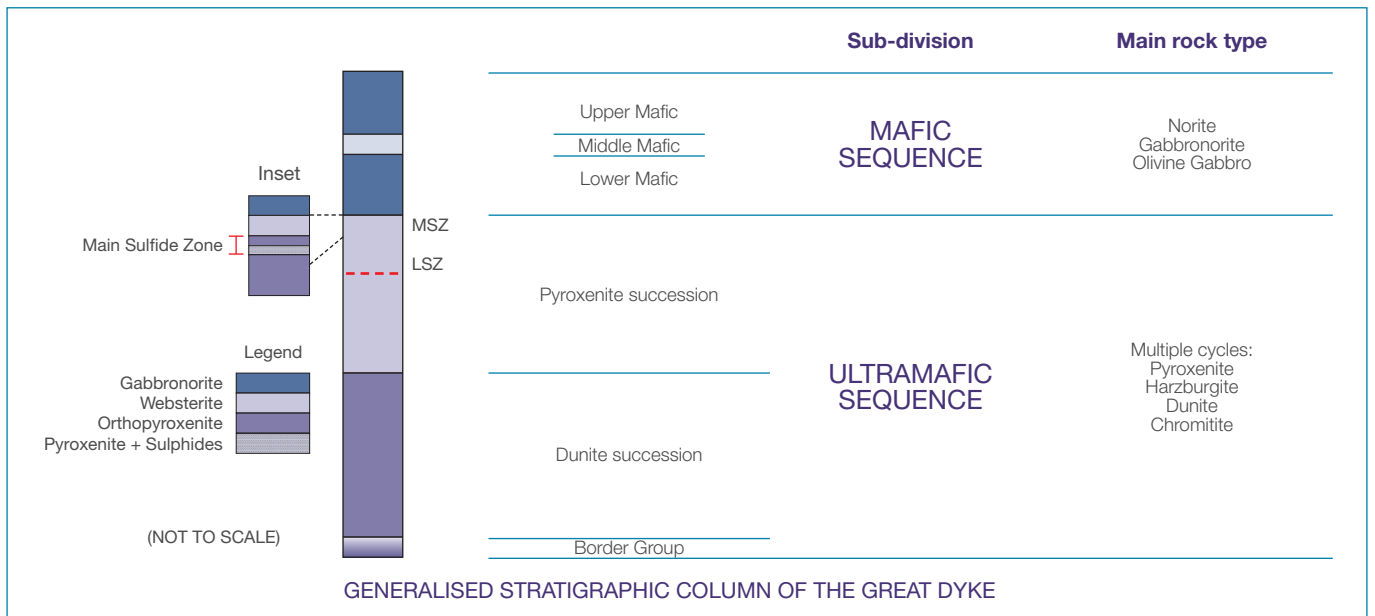 Sub-division
Main rock type
Upper Mafic
Middle Mafic
Lower Mafic
MAFIC
SEQUENCE
Norite
Gabbronorite
Olivine Gabbro
Inset
Main Sulfide Zone
MSZ
LSZ
Pyroxenite succession
Legend
Gabbronorite
Websterite
Orthopyroxenite
Pyroxenite + Sulphides
ULTRAMAFIC
SEQUENCE
Multiple cycles:
Pyroxenite
Harzburgite
Dunite
Chromitite
Dunite succession
(NOT TO SCALE)
Border Group
GENERALISED STRATIGRAPHIC COLUMN OF THE GREAT DYKE